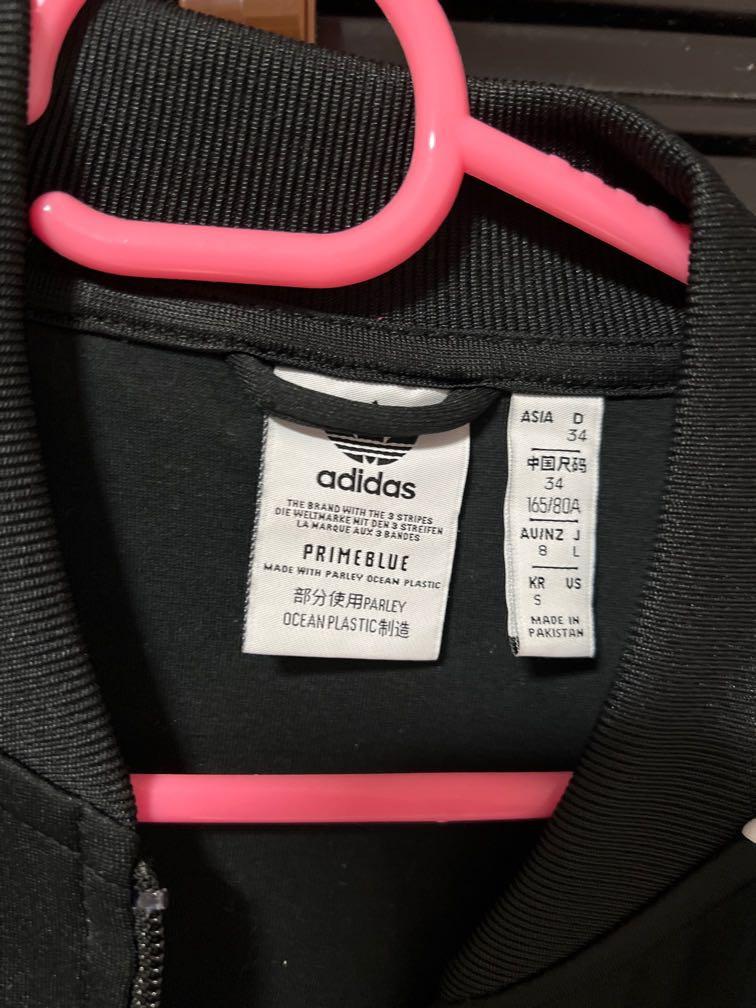 adidas
THE BRAND WITH THE 3 STRIPES
DIE WELTMARKE MIT DEN 3 STREIFEN
LA MARQUE AUX 3 BANDES
PRIMEBLUE
MADE WITH PARLEY OCEAN PLASTIC
部分使用PARLEY
OCEAN PLASTIC制造
ASIA D
34
中国尺码
34
165/80A
AU/NZ J
8 L
KR US
S
MADE IN
PAKISTAN